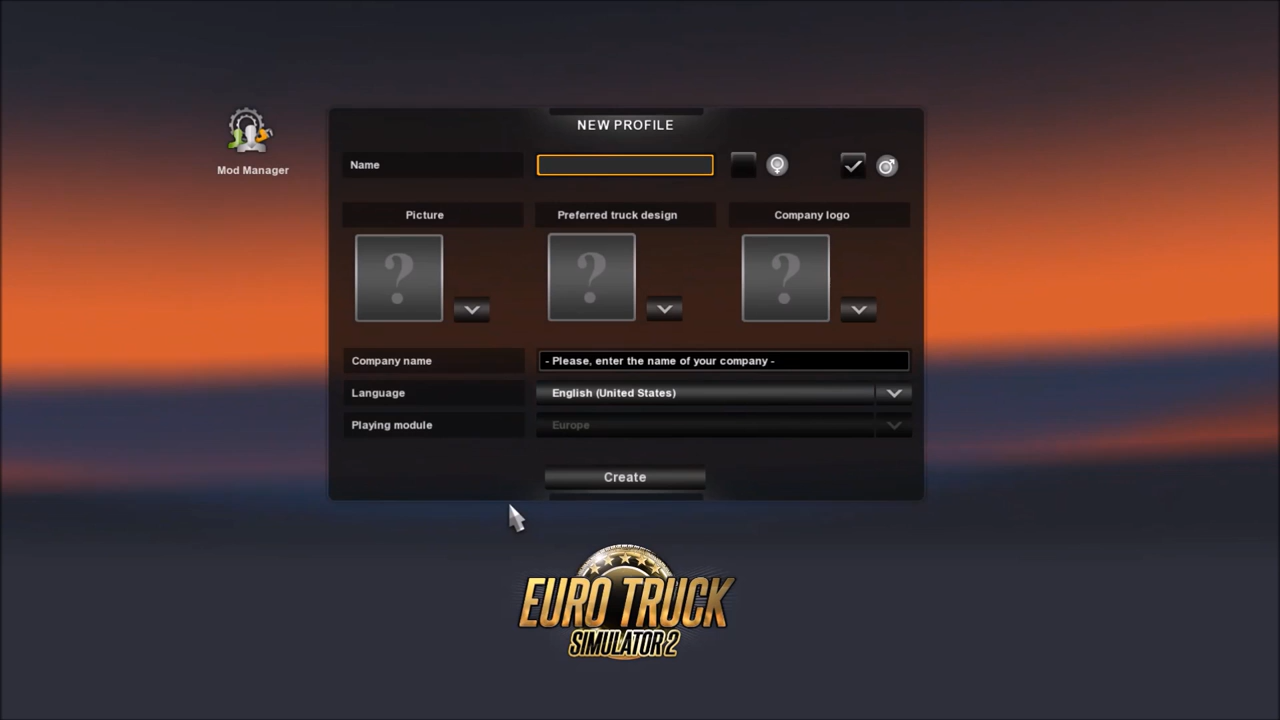 NEW PROFILE
Mod Manager
Name
Picture
Preferred truck design
Company logo
?
?
?
Company name
- Please, enter the name of your company -
Language
English (United States)
Playing module
Europe
Create
EURO TRUCK
SIMULATOR 2